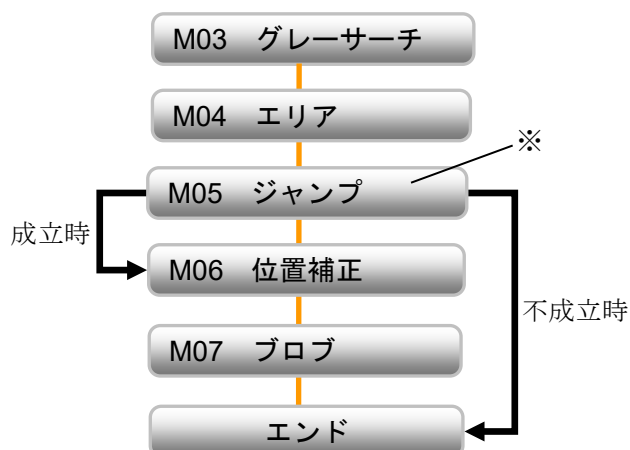 M03 グレーサーチ
M04 エリア
※
M05 ジャンプ
成立時
M06 位置補正
不成立時
M07 ブロブ
エンド